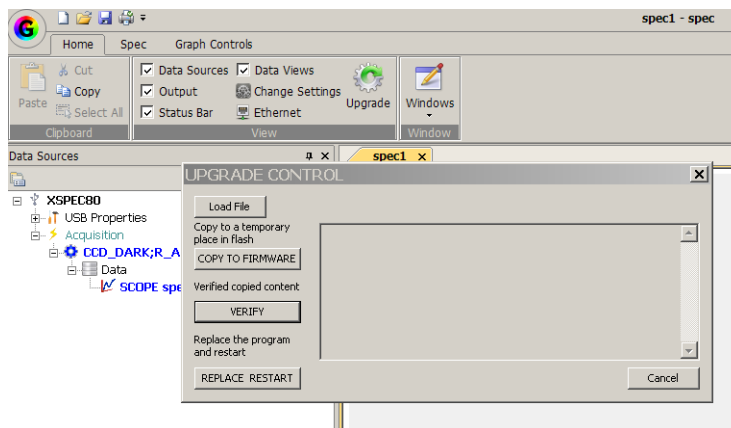 G
spec1 - spec
Home Spec Graph Controls
Paste
Cut
Copy
Select All
Clipboard
Data Sources Data Views
Output Change Settings
Status Bar Ethernet
Upgrade
View
Windows
Window
Data Sources
spec1 x
XSPEC80
USB Properties
Acquisition
CCD_DARK;R_A
Data
SCOPE spe
UPGRADE CONTROL
Load File
Copy to a temporary
place in flash
COPY TO FIRMWARE
Verified copied content
VERIFY
Replace the program
and restart
REPLACE RESTART
Cancel